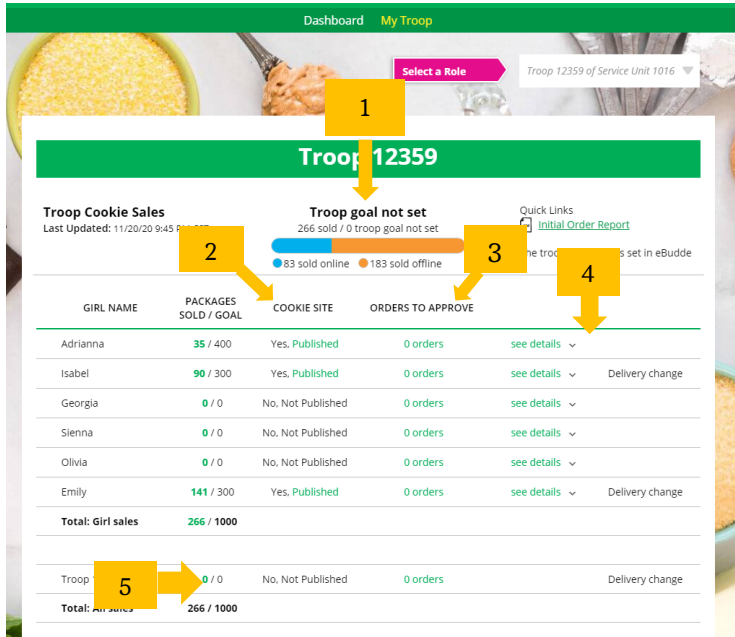 Dashboard My Troop
Select a Role
Troop 12359 of Service Unit 1016
1
Troop 12359
Troop Cookie Sales
Last Updated: 11/20/20 9:45
Troop goal not set
266 sold / 0 troop goal not set
83 sold online 183 sold offline
Quick Links
Initial Order Report
set in eBudde
2
3
4
GIRL NAME PACKAGES SOLD / GOAL COOKIE SITE ORDERS TO APPROVE
Adrianna 35 / 400 Yes, Published 0 orders see details
Isabel 90 / 300 Yes, Published 0 orders see details Delivery change
Georgia 0 / 0 No, Not Published 0 orders see details
Sienna 0 / 0 No, Not Published 0 orders see details
Olivia 0 / 0 No, Not Published 0 orders see details
Emily 141 / 300 Yes, Published 0 orders see details Delivery change
Total: Girl sales 266 / 1000
Troop 0 / 0 No, Not Published 0 orders Delivery change
5
Total: All sales 266 / 1000